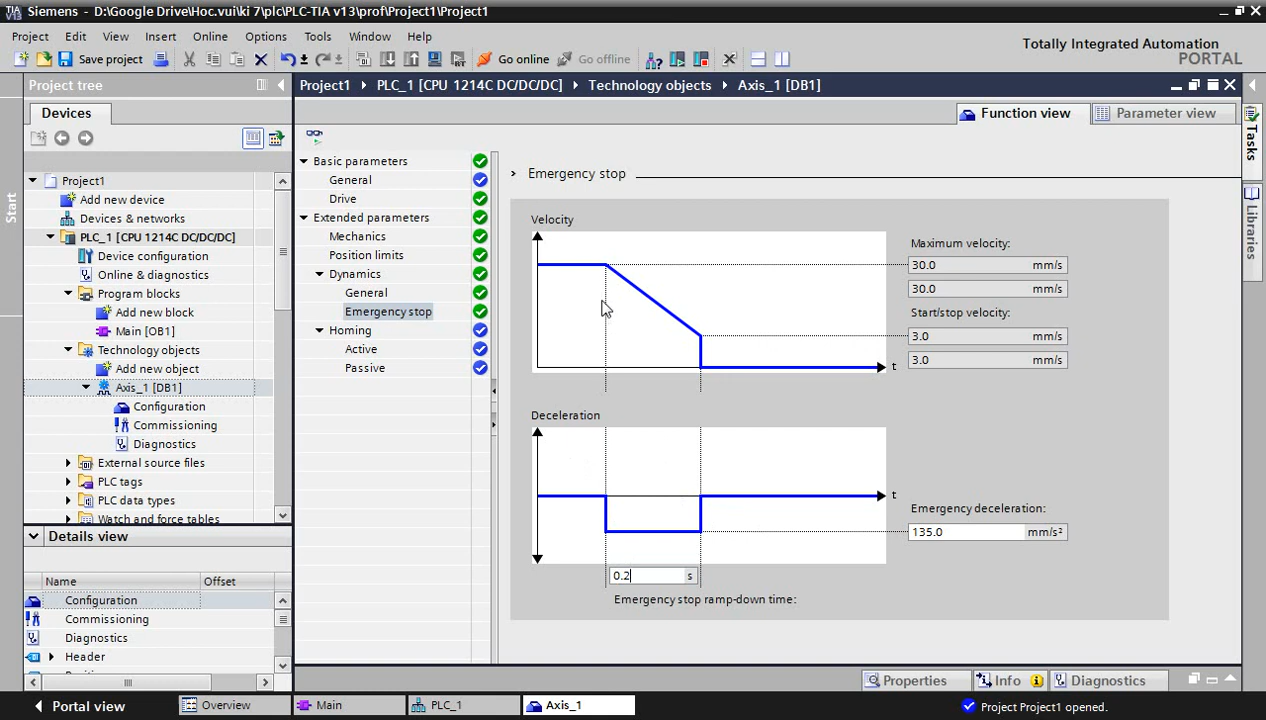 TIA V13 Siemens - D:\Google Drive\Hoc.vui\ki 7\plc\PLC-TIA v13\prof\Project1\Project1
Project Edit View Insert Online Options Tools Window Help
Totally Integrated Automation
PORTAL
Save project Go online Go offline
Project tree
Project1 PLC_1 [CPU 1214C DC/DC/DC] Technology objects Axis_1 [DB1]
Devices
Function view Parameter view
Start
Tasks
Libraries
Project1
Add new device
Devices & networks
PLC_1 [CPU 1214C DC/DC/DC]
Device configuration
Online & diagnostics
Program blocks
Add new block
Main [OB1]
Technology objects
Add new object
Axis_1 [DB1]
Configuration
Commissioning
Diagnostics
External source files
PLC tags
PLC data types
Watch and force tables
Details view
Name Offset
Configuration
Commissioning
Diagnostics
Header
Basic parameters
General
Drive
Extended parameters
Mechanics
Position limits
Dynamics
General
Emergency stop
Homing
Active
Passive
Emergency stop
Velocity
t
Maximum velocity:
30.0 mm/s
30.0 mm/s
Start/stop velocity:
3.0 mm/s
3.0 mm/s
Deceleration
t
Emergency deceleration:
135.0 mm/s²
0.2 s
Emergency stop ramp-down time:
Properties Info Diagnostics
Portal view Overview Main PLC_1 Axis_1 Project Project1 opened.